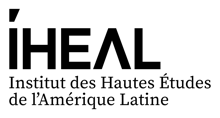 IHEAL
Institut des Hautes Études
de l'Amérique Latine